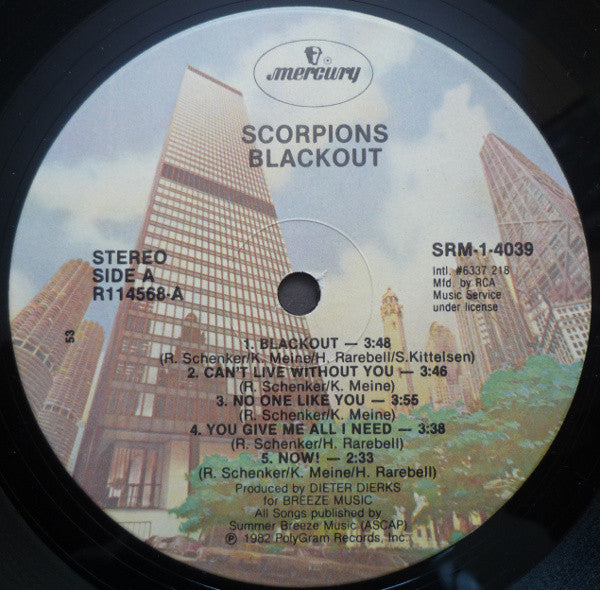 mercury
SCORPIONS
BLACKOUT
STEREO
SIDE A
R114568-A
SRM-1-4039
intl. #6337 218
Mfd. by RCA
Music Service
under license
53
1. BLACKOUT — 3:48
(R. Schenker/K. Meine/H. Rarebell/S.Kittelsen)
2. CAN'T LIVE WITHOUT YOU — 3:46
(R. Schenker/K. Meine)
3. NO ONE LIKE YOU — 3:55
(R. Schenker/K. Meine)
4. YOU GIVE ME ALL I NEED — 3:38
(R. Schenker/H. Rarebell)
5. NOW! — 2:33
(R. Schenker/K. Meine/H. Rarebell)
Produced by DIETER DIERKS
for BREEZE MUSIC
All Songs published by
Summer Breeze Music (ASCAP)
℗ 1982 PolyGram Records, Inc.